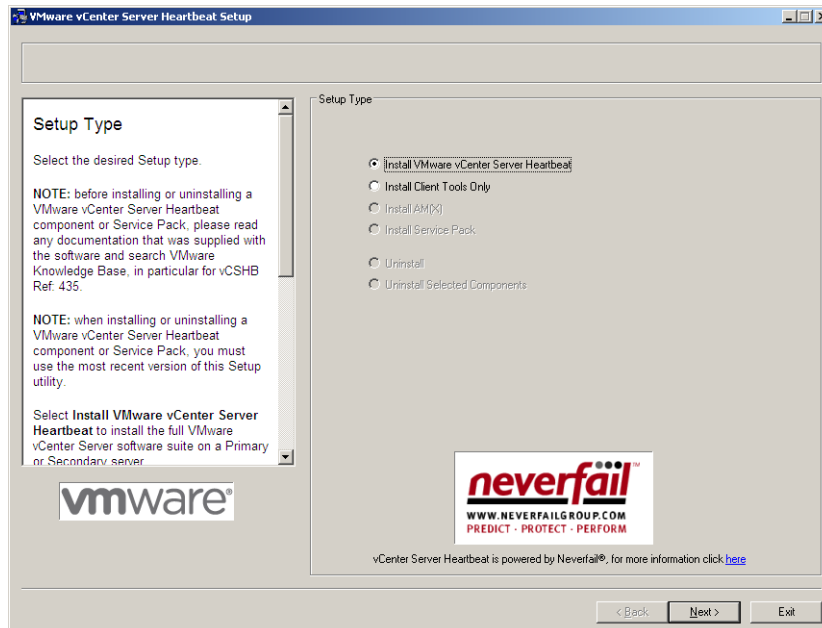 VMware vCenter Server Heartbeat Setup
Setup Type
Select the desired Setup type.
NOTE: before installing or uninstalling a
VMware vCenter Server Heartbeat
component or Service Pack, please read
any documentation that was supplied with
the software and search VMware
Knowledge Base, in particular for vCSHB
Ref: 435.
NOTE: when installing or uninstalling a
VMware vCenter Server Heartbeat
component or Service Pack, you must
use the most recent version of this Setup
utility.
Select Install VMware vCenter Server
Heartbeat to install the full VMware
vCenter Server software suite on a Primary
or Secondary server
vmware®
Setup Type
Install VMware vCenter Server Heartbeat
Install Client Tools Only
Install AM(X)
Install Service Pack
Uninstall
Uninstall Selected Components
neverfail™
WWW.NEVERFAILGROUP.COM
PREDICT · PROTECT · PERFORM
vCenter Server Heartbeat is powered by Neverfail®, for more information click here
< Back
Next >
Exit